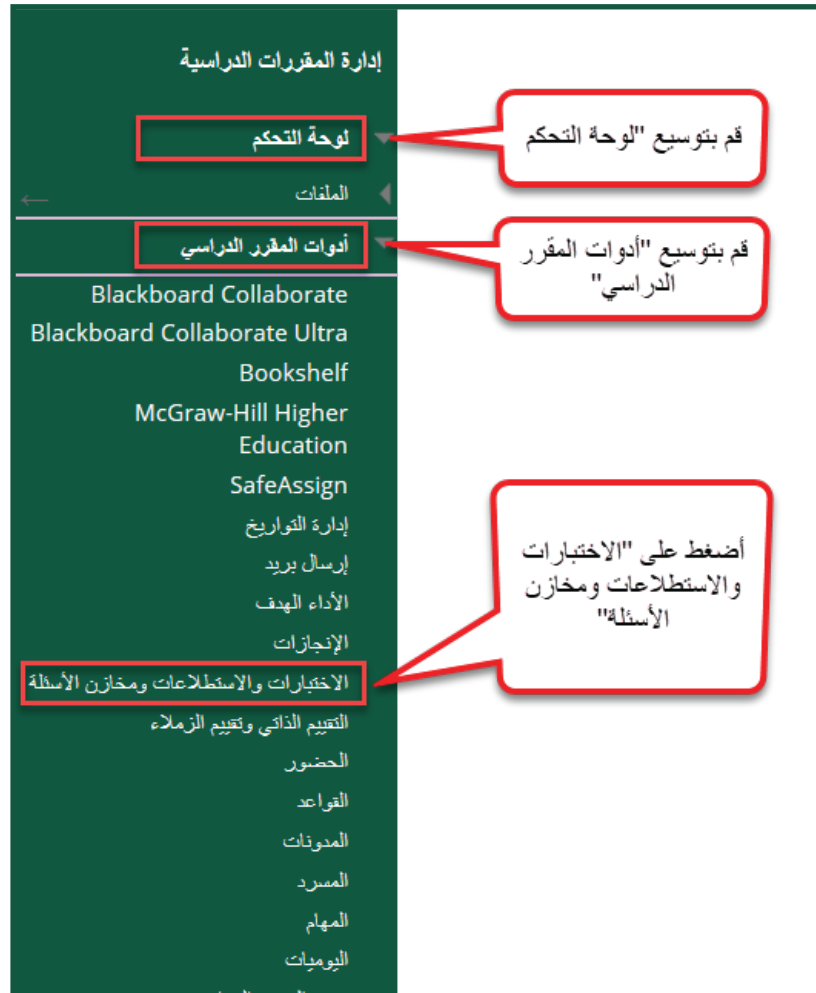 إدارة المقررات الدراسية
لوحة التحكم
قم بتوسيع "لوحة التحكم
الملفات
أدوات المقرر الدراسي
قم بتوسيع "أدوات المقرر
الدراسي"
Blackboard Collaborate
Blackboard Collaborate Ultra
Bookshelf
McGraw-Hill Higher
Education
SafeAssign
إدارة التواريخ
إرسال بريد
الأداء الهدف
الإنجازات
الاختبارات والاستطلاعات ومخازن الأسئلة
أضغط على "الاختبارات
والاستطلاعات ومخازن
الأسئلة"
التقييم الذاتي وتقييم الزملاء
الحضور
القواعد
المدونات
المسرد
المهام
اليوميات